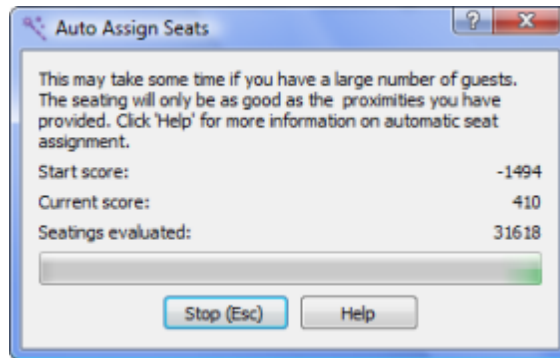 Auto Assign Seats
?
This may take some time if you have a large number of guests.
The seating will only be as good as the proximities you have
provided. Click 'Help' for more information on automatic seat
assignment.
Start score: -1494
Current score: 410
Seatings evaluated: 31618
Stop (Esc) Help